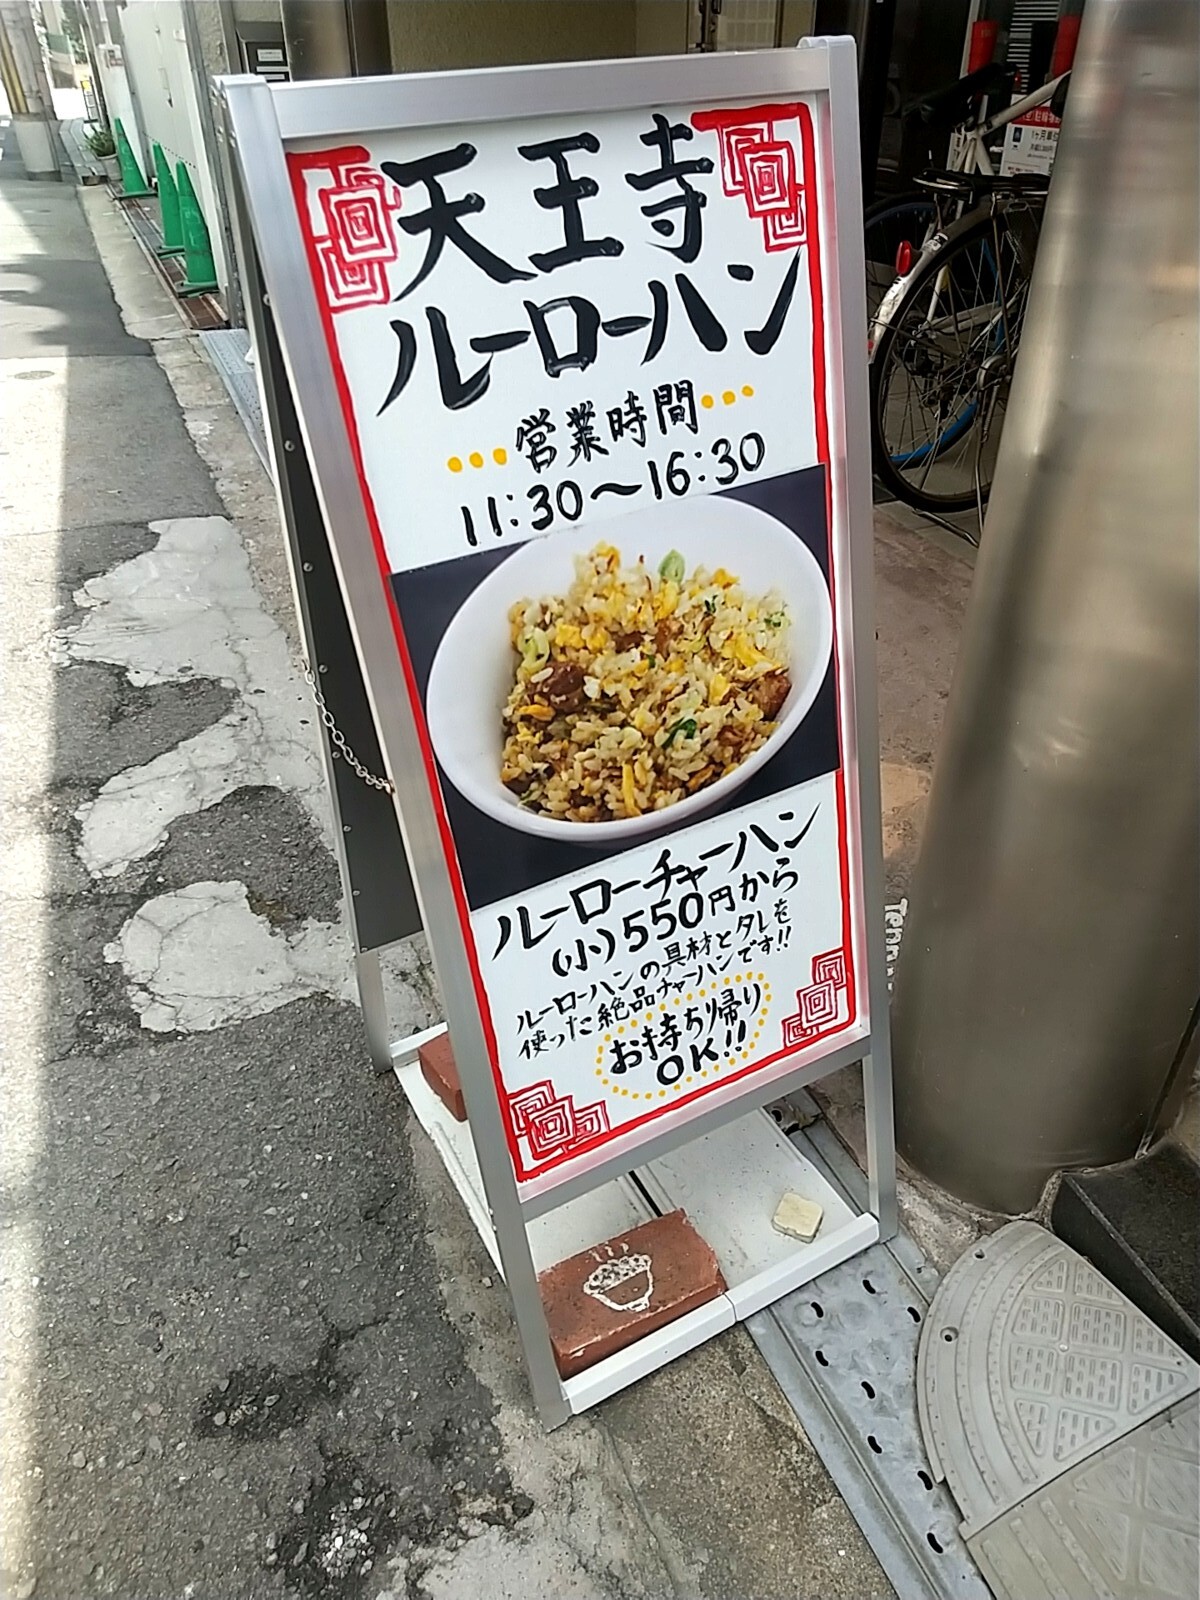 天王寺
ルーローハン
営業時間
11:30〜16:30
ルーローチャーハン
(小)550円から
ルーローハンの具材とタレを
使った絶品チャーハンです!!
お持ち帰り
OK!!